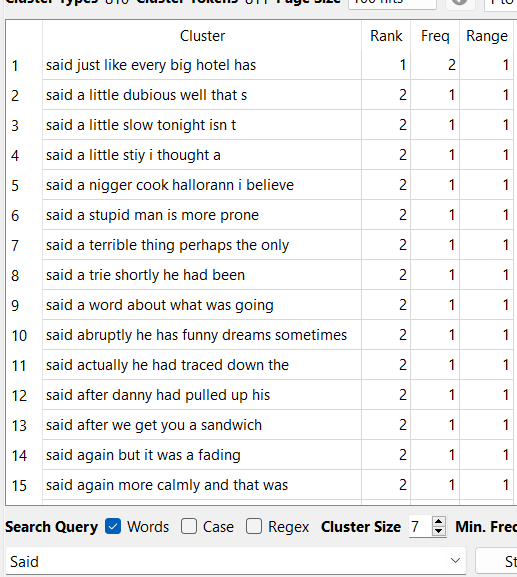 Cluster Types 810 Cluster Tokens 811 Page Size 100 hits 1 to
Cluster Rank Freq Range
1 said just like every big hotel has 1 2 1
2 said a little dubious well that s 2 1 1
3 said a little slow tonight isn t 2 1 1
4 said a little stiy i thought a 2 1 1
5 said a nigger cook hallorann i believe 2 1 1
6 said a stupid man is more prone 2 1 1
7 said a terrible thing perhaps the only 2 1 1
8 said a trie shortly he had been 2 1 1
9 said a word about what was going 2 1 1
10 said abruptly he has funny dreams sometimes 2 1 1
11 said actually he had traced down the 2 1 1
12 said after danny had pulled up his 2 1 1
13 said after we get you a sandwich 2 1 1
14 said again but it was a fading 2 1 1
15 said again more calmly and that was 2 1 1
Search Query Words Case Regex Cluster Size 7 Min. Freq
Said St